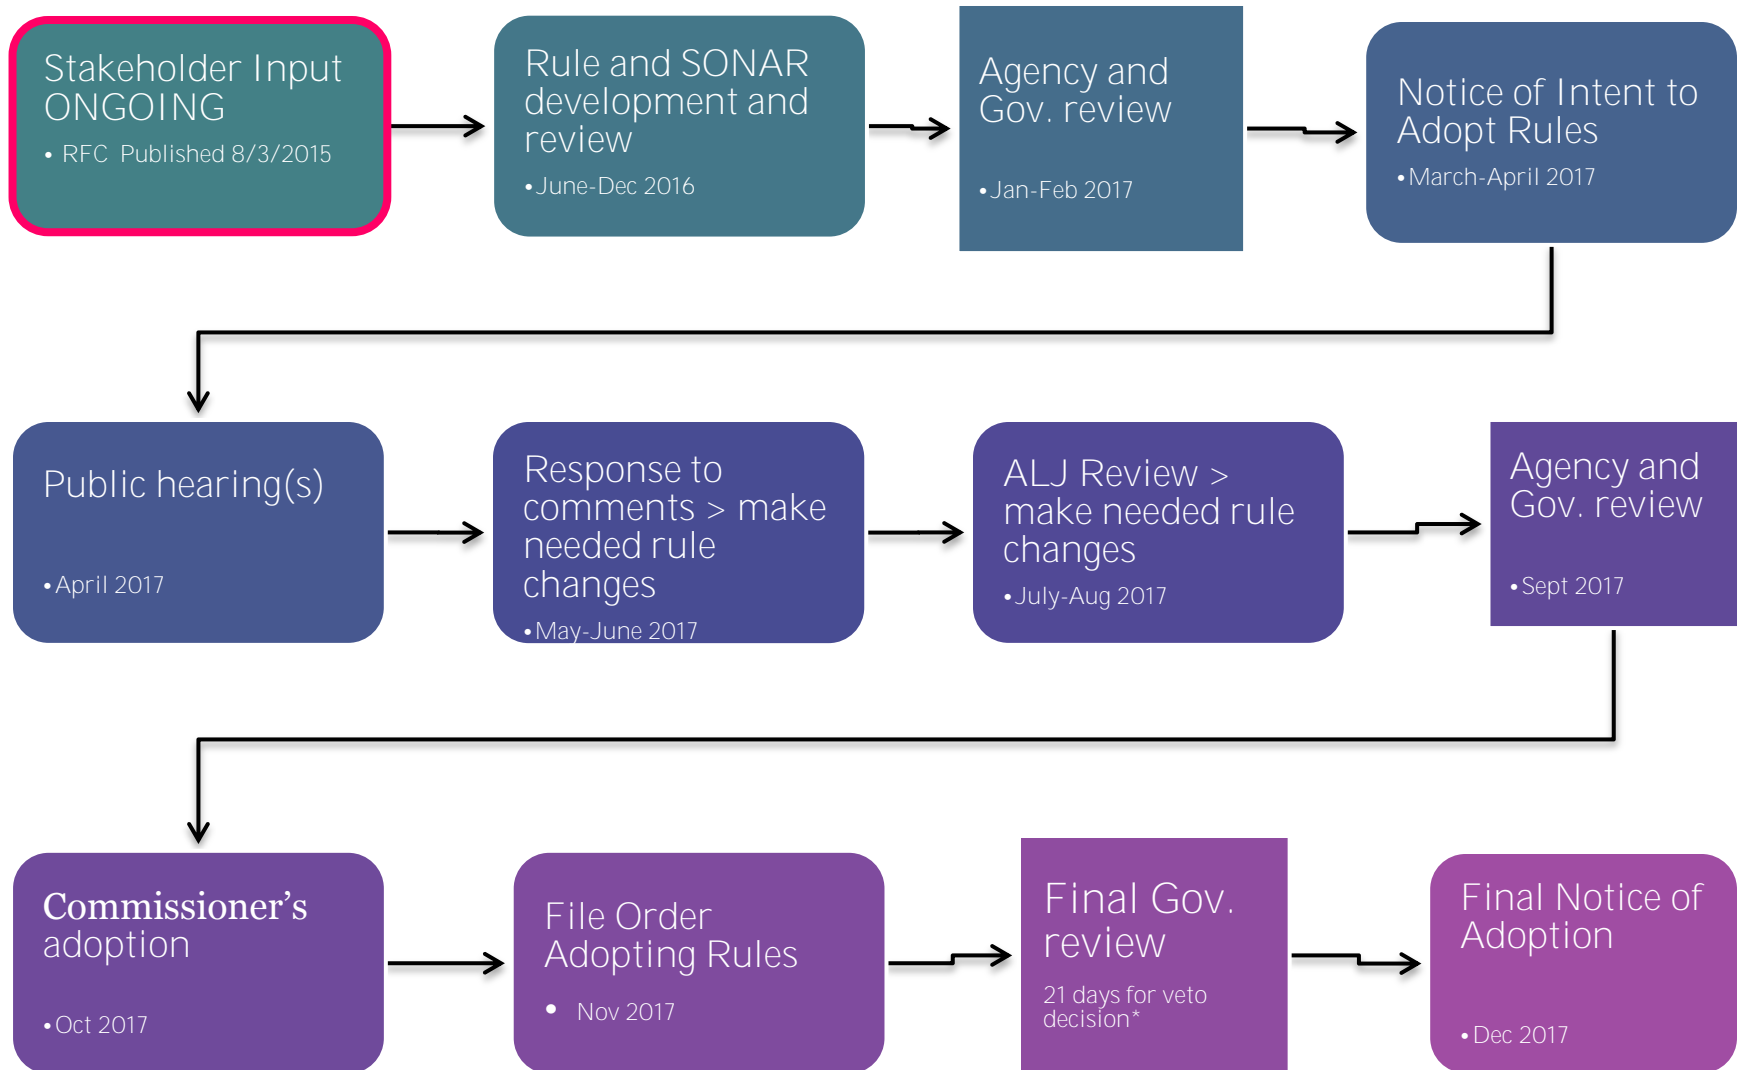 Stakeholder Input
ONGOING
• RFC Published 8/3/2015
Rule and SONAR
development and
review
•June-Dec 2016
Agency and
Gov. review
•Jan-Feb 2017
Notice of Intent to
Adopt Rules
•March-April 2017
Public hearing(s)
•April 2017
Response to
comments > make
needed rule
changes
•May-June 2017
ALJ Review >
make needed rule
changes
•July-Aug 2017
Agency and
Gov. review
•Sept 2017
Commissioner’s
adoption
•Oct 2017
File Order
Adopting Rules
• Nov 2017
Final Gov.
review
21 days for veto
decision*
Final Notice of
Adoption
•Dec 2017